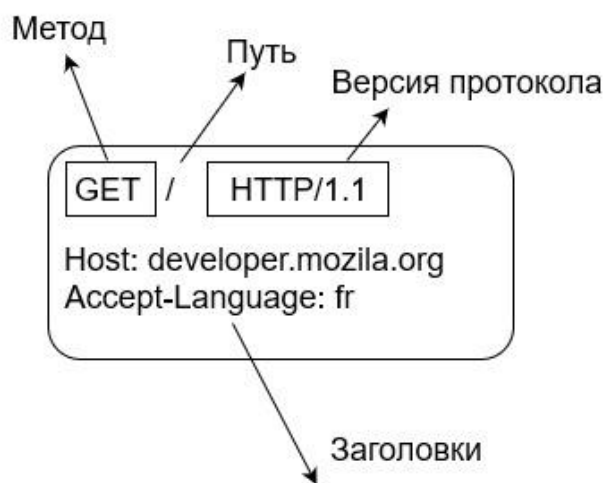 Метод
Путь
Версия протокола
GET / HTTP/1.1
Host: developer.mozila.org
Accept-Language: fr
Заголовки